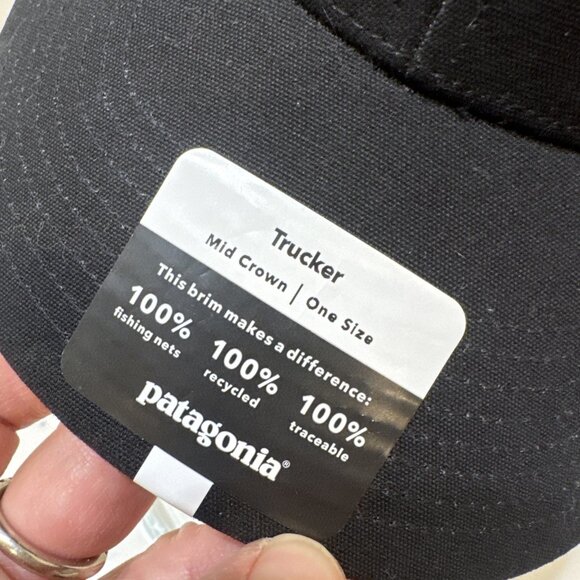 Trucker
Mid Crown | One Size
This brim makes a difference:
100% 100% 100%
fishing nets recycled traceable
patagonia®